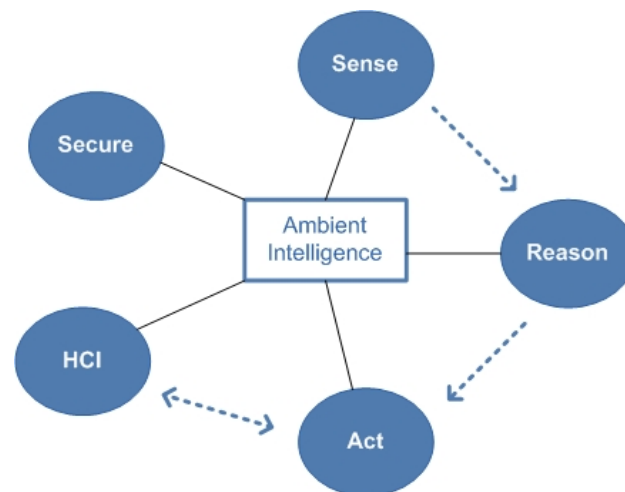 Sense
Secure
Ambient
Intelligence
Reason
HCI
Act